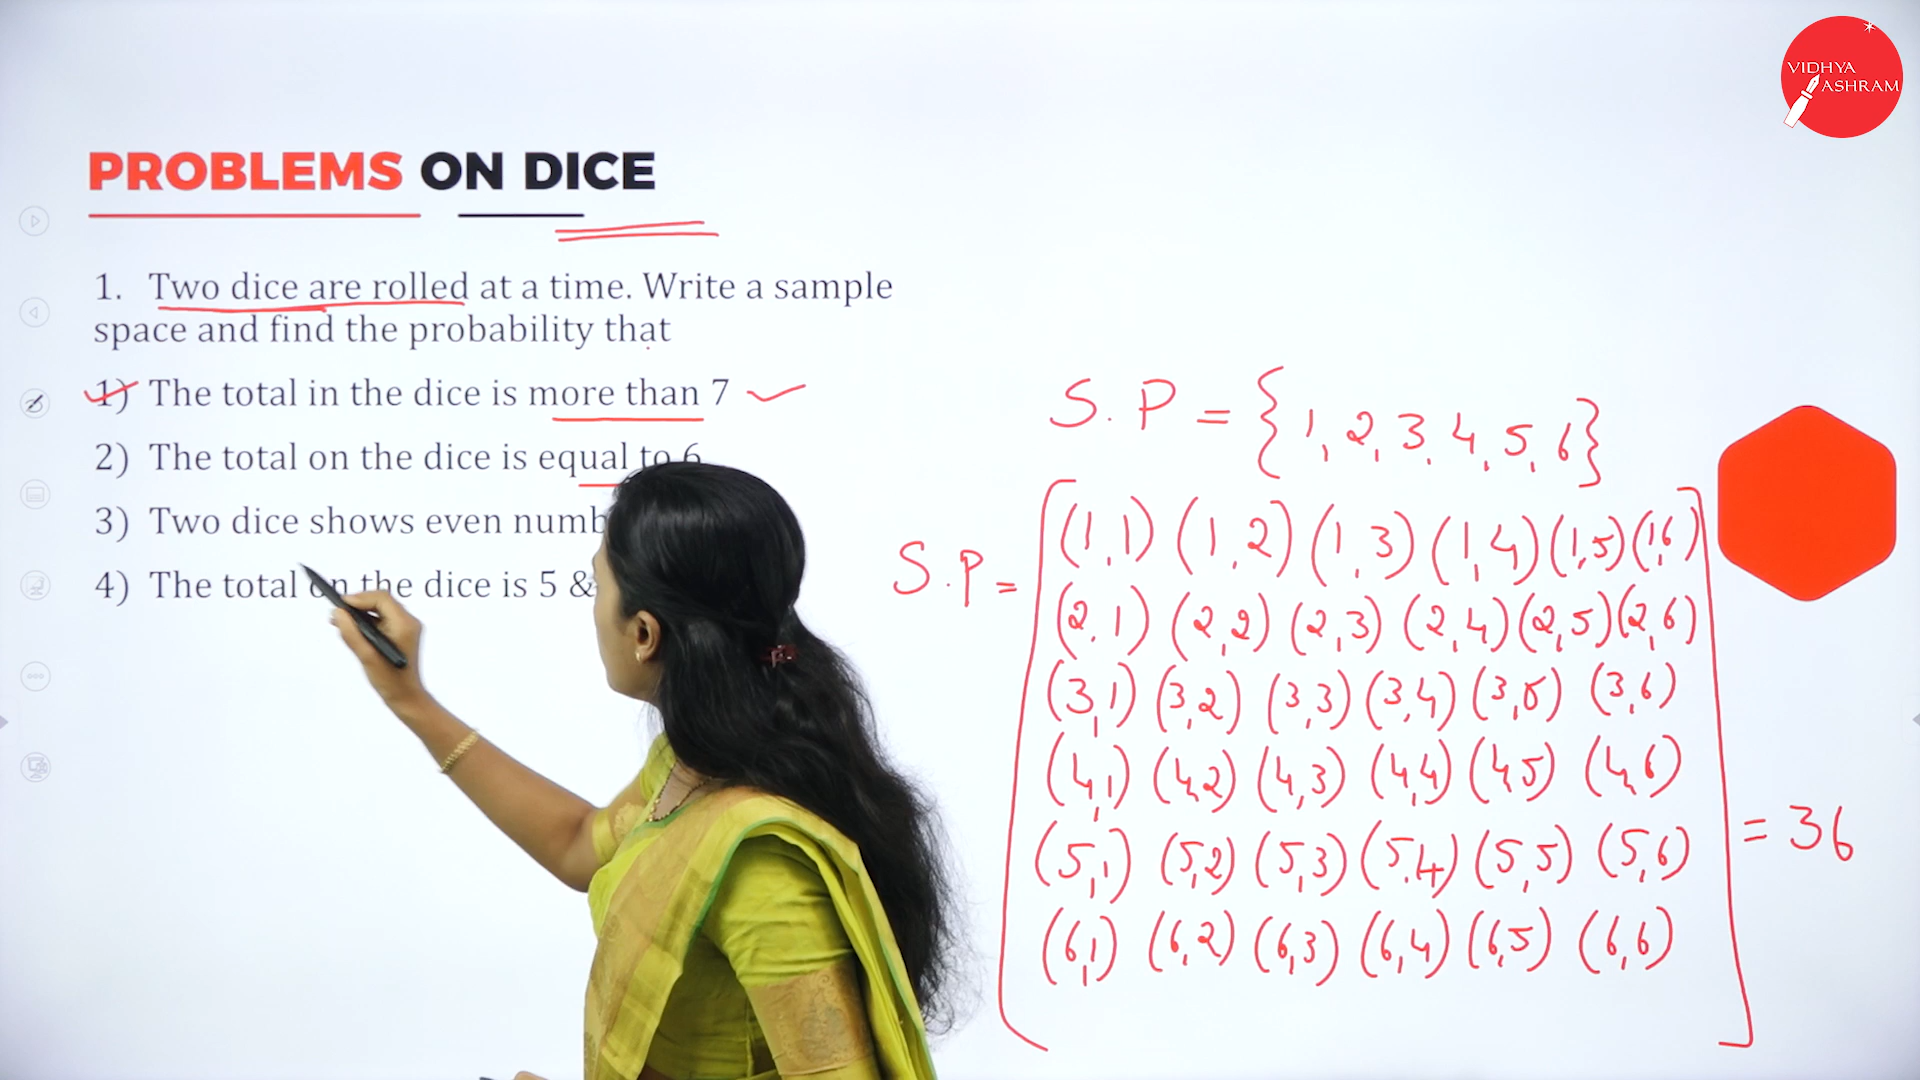 VIDHYA
ASHRAM
PROBLEMS ON DICE
1. Two dice are rolled at a time. Write a sample
space and find the probability that
1) The total in the dice is more than 7
2) The total on the dice is equal to 6
3) Two dice shows even
4) The total on the dice is 5 &
S.P = {1, 2, 3, 4, 5, 6}
S.P =
(1,1) (1,2) (1,3) (1,4) (1,5) (1,6)
(2,1) (2,2) (2,3) (2,4) (2,5) (2,6)
(3,1) (3,2) (3,3) (3,4) (3,5) (3,6)
(4,1) (4,2) (4,3) (4,4) (4,5) (4,6)
(5,1) (5,2) (5,3) (5,4) (5,5) (5,6)
(6,1) (6,2) (6,3) (6,4) (6,5) (6,6)
= 36